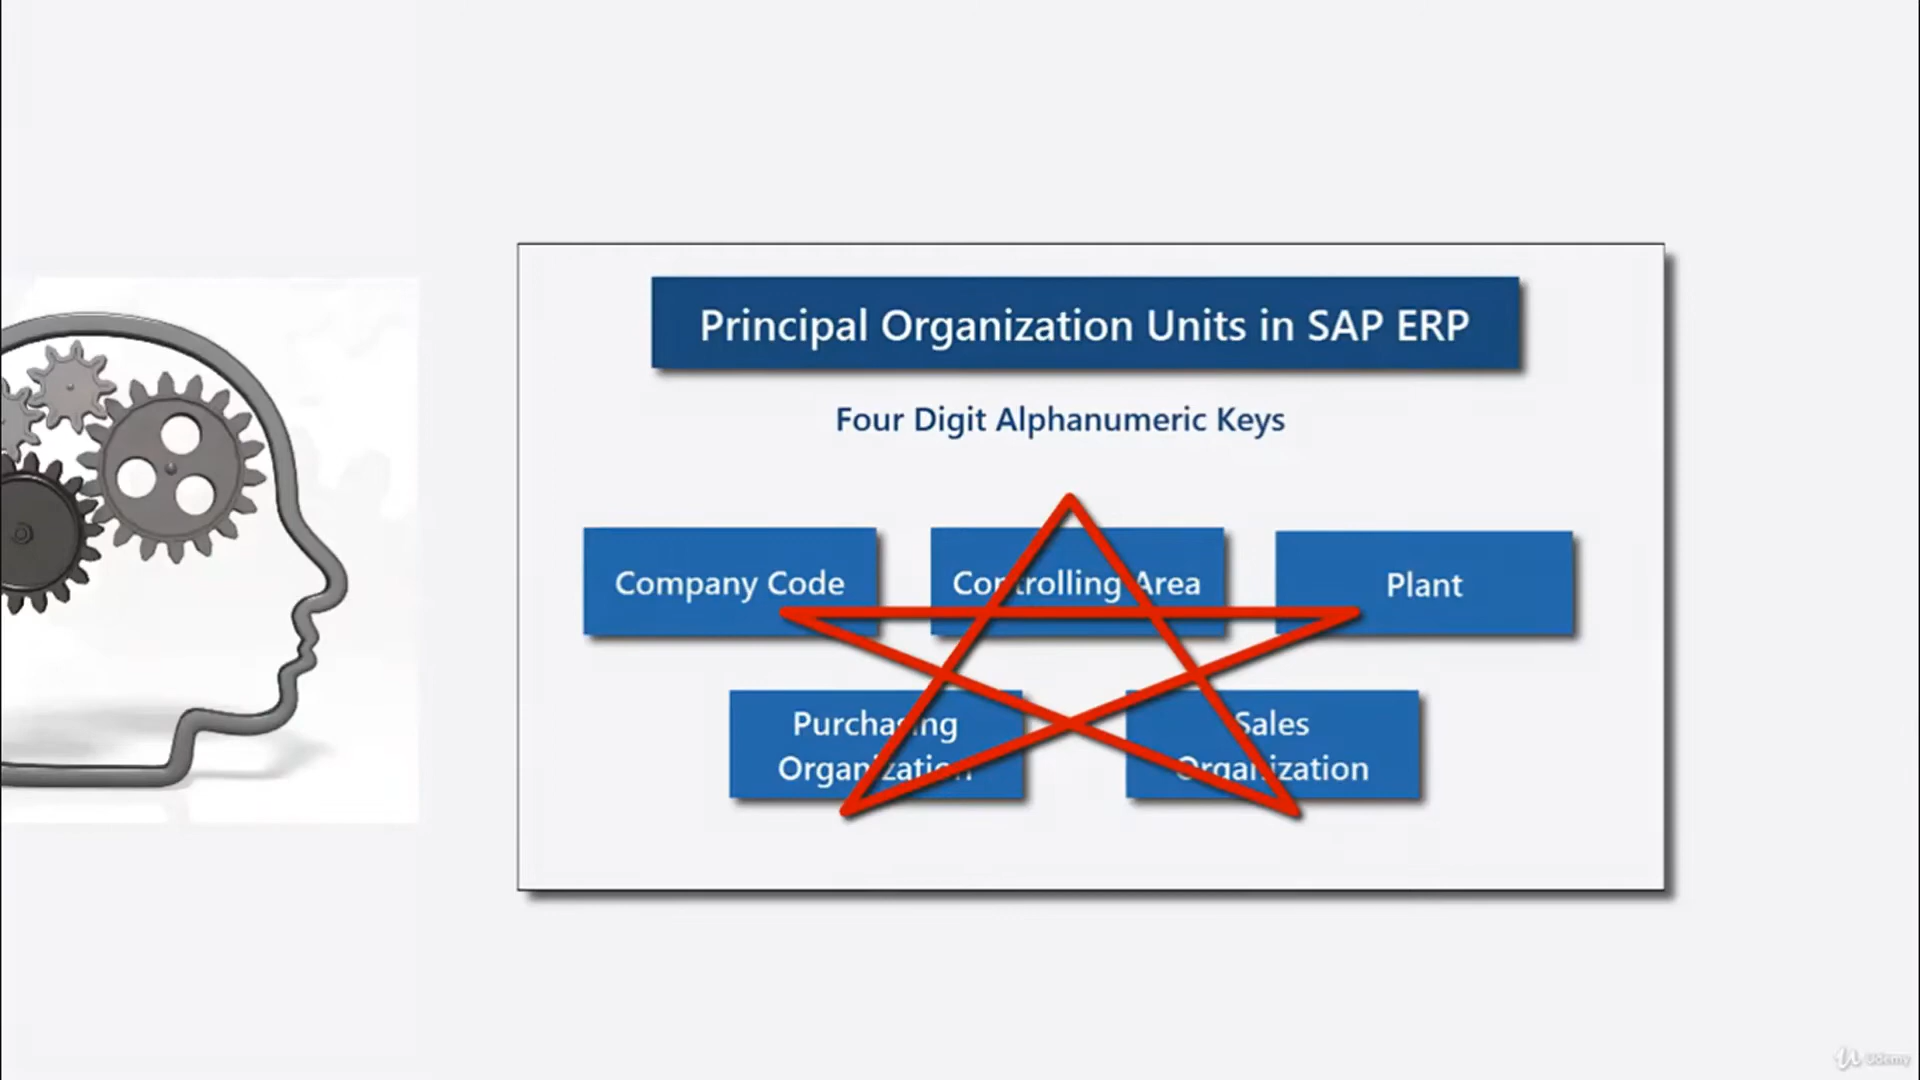 Principal Organization Units in SAP ERP
Four Digit Alphanumeric Keys
Company Code
Controlling Area
Plant
Purchasing
Organization
Sales
Organization
Udemy